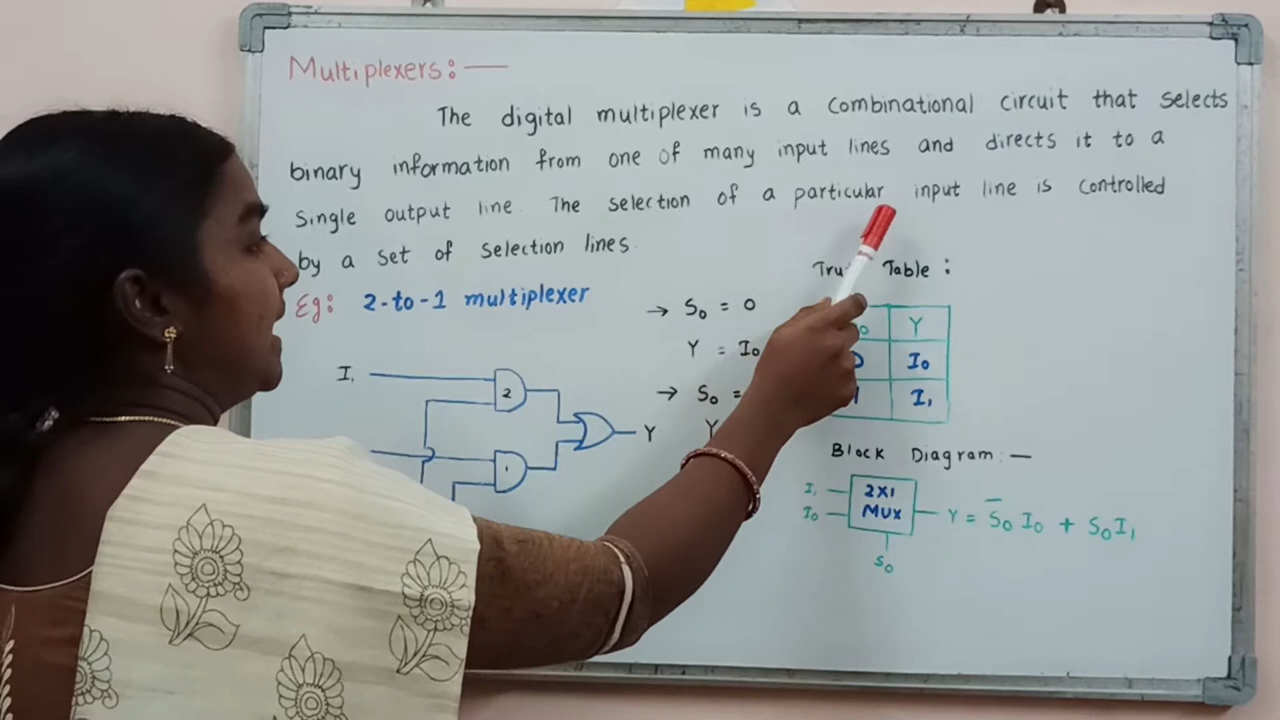 Multiplexers:—
The digital multiplexer is a combinational circuit that selects
binary information from one of many input lines and directs it to a
single output line. The selection of a particular input line is controlled
by a set of selection lines.
Eg: 2-to-1 multiplexer
→ S₀ = 0
Y = I₀
→ S₀ =
Y
I₁
2
1
Y
Table :
Y
I₀
1 I₁
Block Diagram :—
I₁
I₀
2X1
MUX
Y = S̅₀ I₀ + S₀ I₁
S₀